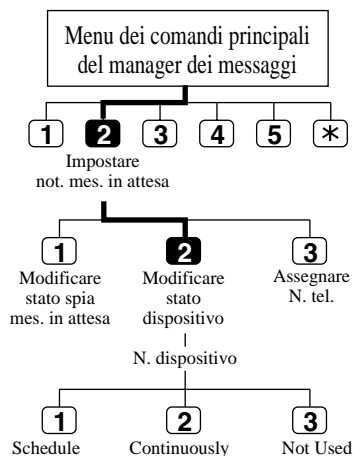 Menu dei comandi principali
del manager dei messaggi
1 2 3 4 5 *
Impostare
not. mes. in attesa
1 2 3
Modificare
stato spia
mes. in attesa
Modificare
stato
dispositivo
Assegnare
N. tel.
N. dispositivo
1 2 3
Schedule Continuously Not Used